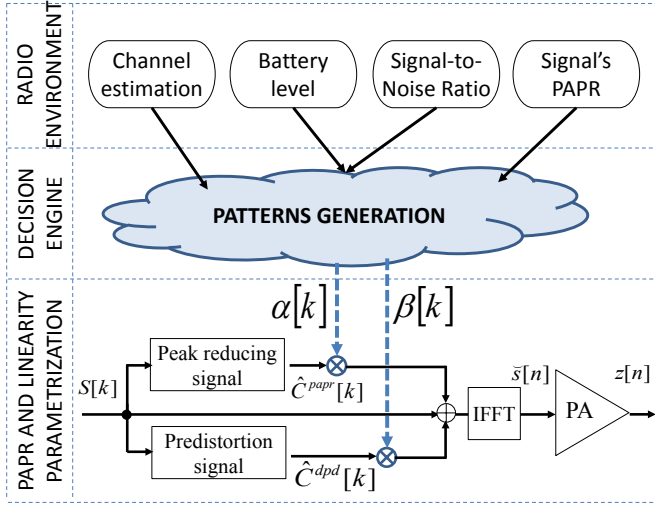 RADIO
ENVIRONMENT
Channel
estimation
Battery
level
Signal-to-
Noise Ratio
Signal's
PAPR
DECISION
ENGINE
PATTERNS GENERATION
PAPR AND LINEARITY
PARAMETRIZATION
α[k]
β[k]
S[k]
Peak reducing
signal
Ĉ^{papr}[k]
Predistortion
signal
Ĉ^{dpd}[k]
IFFT
s̆[n]
PA
z[n]